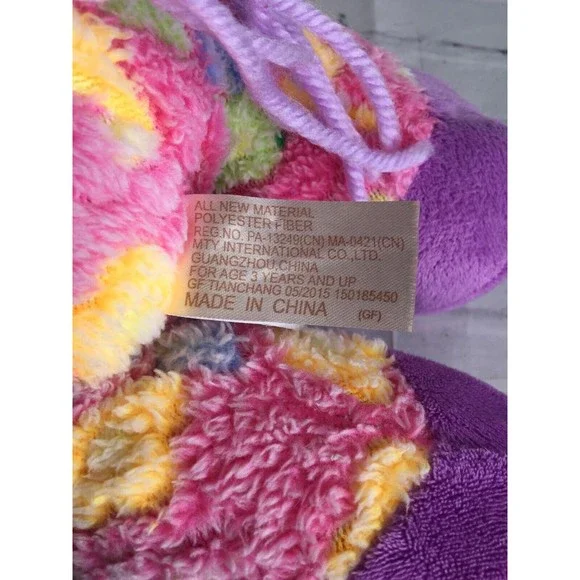 ALL NEW MATERIAL
POLYESTER FIBER
REG.NO. PA-13249(CN) MA-0421(CN)
MTY INTERNATIONAL CO.,LTD.
GUANGZHOU,CHINA
FOR AGE 3 YEARS AND UP
GF TIANCHANG 05/2015 150185450
MADE IN CHINA (GF)